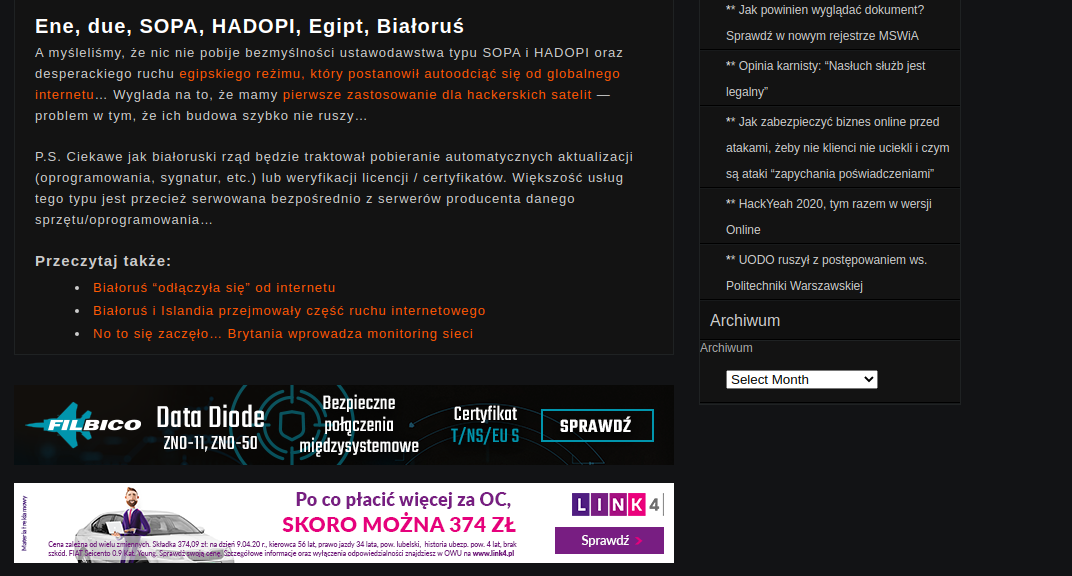 Ene, due, SOPA, HADOPI, Egipt, Białoruś
A myśleliśmy, że nic nie pobije bezmyślności ustawodawstwa typu SOPA i HADOPI oraz
desperackiego ruchu egipskiego reżimu, który postanowił autoodciąć się od globalnego
internetu… Wyglada na to, że mamy pierwsze zastosowanie dla hackerskich satelit —
problem w tym, że ich budowa szybko nie ruszy…
P.S. Ciekawe jak białoruski rząd będzie traktował pobieranie automatycznych aktualizacji
(oprogramowania, sygnatur, etc.) lub weryfikacji licencji / certyfikatów. Większość usług
tego typu jest przecież serwowana bezpośrednio z serwerów producenta danego
sprzętu/oprogramowania…
Przeczytaj także:
Białoruś “odłączyła się” od internetu
Białoruś i Islandia przejmowały część ruchu internetowego
No to się zaczęło… Brytania wprowadza monitoring sieci
FILBICO
Data Diode
ZNO-11, ZNO-50
Bezpieczne
połączenia
międzysystemowe
Certyfikat
T/NS/EU S
SPRAWDŹ
Materiał reklamowy
Po co płacić więcej za OC,
SKORO MOŻNA 374 ZŁ
Cena zależna od wielu zmiennych. Składka 374,09 zł: na dzień 9.04.20 r., kierowca 56 lat, prawo jazdy 34 lata, pow. lubelski, historia ubezp. pow. 4 lat, brak
szkód. FIAT Seicento 0.9 Kat. Young. Sprawdź swoją cenę. Szczegółowe informacje oraz wyłączenia odpowiedzialności znajdziesz w OWU na www.link4.pl
LINK4
Sprawdź >
** Jak powinien wyglądać dokument?
Sprawdź w nowym rejestrze MSWiA
** Opinia karnisty: “Nasłuch służb jest
legalny”
** Jak zabezpieczyć biznes online przed
atakami, żeby nie klienci nie uciekli i czym
są ataki “zapychania poświadczeniami”
** HackYeah 2020, tym razem w wersji
Online
** UODO ruszył z postępowaniem ws.
Politechniki Warszawskiej
Archiwum
Archiwum
Select Month